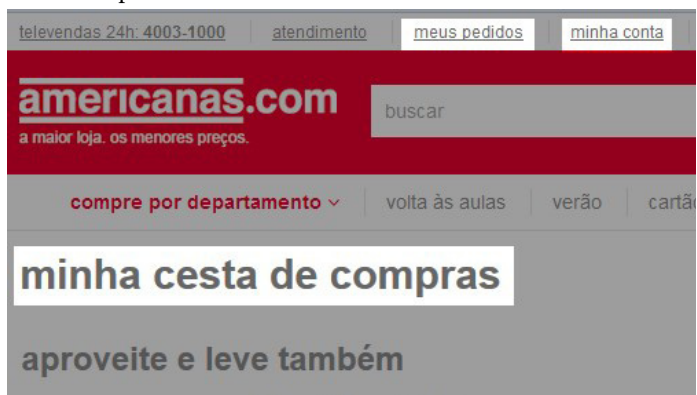 televendas 24h: 4003-1000 atendimento meus pedidos minha conta
americanas.com
buscar
a maior loja. os menores preços.
compre por departamento volta às aulas verão
minha cesta de compras
aproveite e leve também